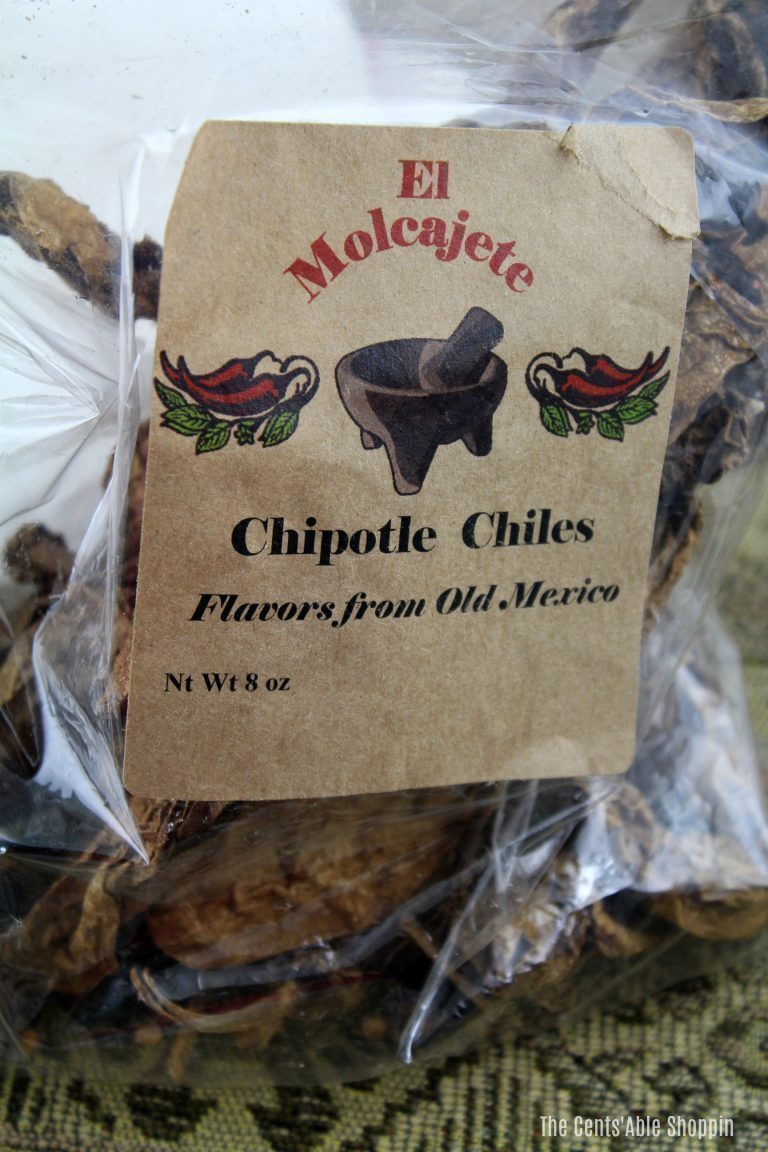 El
Molcajete
Chipotle Chiles
Flavors from Old Mexico
Nt Wt 8 oz
The Cents'Able Shoppin